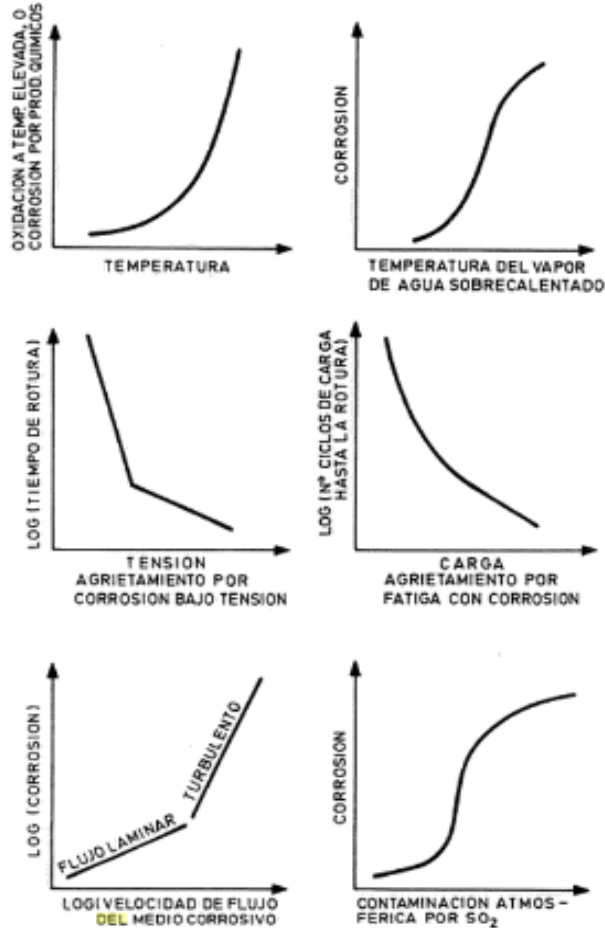 OXIDACION A TEMP. ELEVADA, O
CORROSION POR PROD. QUIMICOS
TEMPERATURA
CORROSION
TEMPERATURA DEL VAPOR
DE AGUA SOBRECALENTADO
LOG (TIEMPO DE ROTURA)
TENSION
AGRIETAMIENTO POR
CORROSION BAJO TENSION
LOG (Nº CICLOS DE CARGA
HASTA LA ROTURA)
CARGA
AGRIETAMIENTO POR
FATIGA CON CORROSION
LOG (CORROSION)
FLUJO LAMINAR
TURBULENTO
LOG(VELOCIDAD DE FLUJO
DEL MEDIO CORROSIVO
CORROSION
CONTAMINACION ATMOS-
FERICA POR SO₂